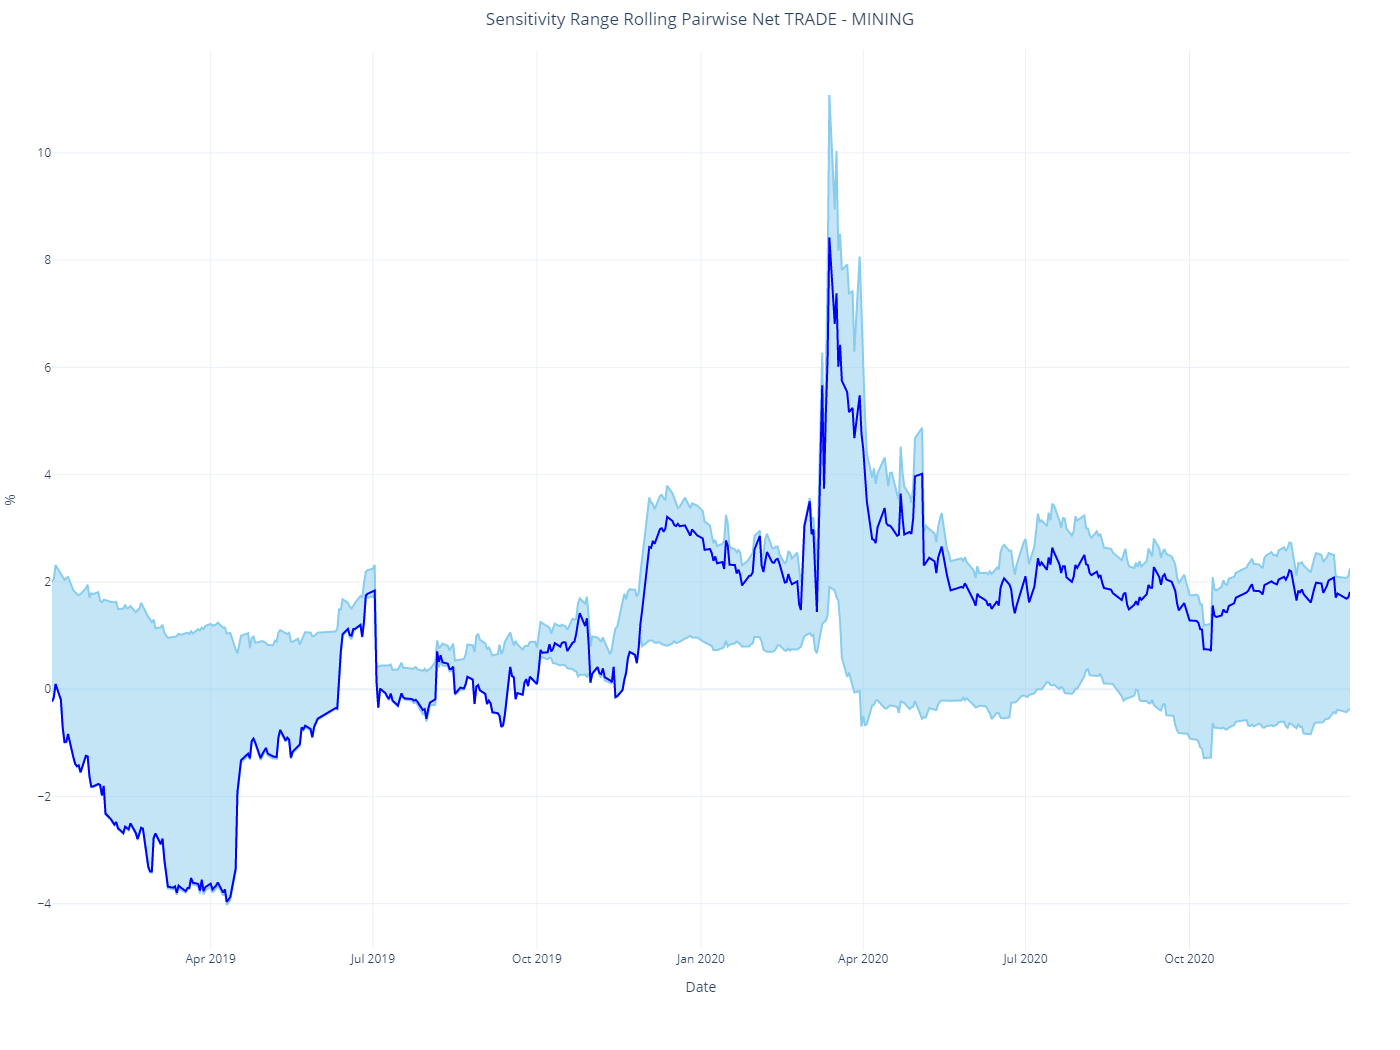 Sensitivity Range Rolling Pairwise Net TRADE - MINING
10
8
6
4
2
0
−2
−4
%
Apr 2019
Jul 2019
Oct 2019
Jan 2020
Apr 2020
Jul 2020
Oct 2020
Date